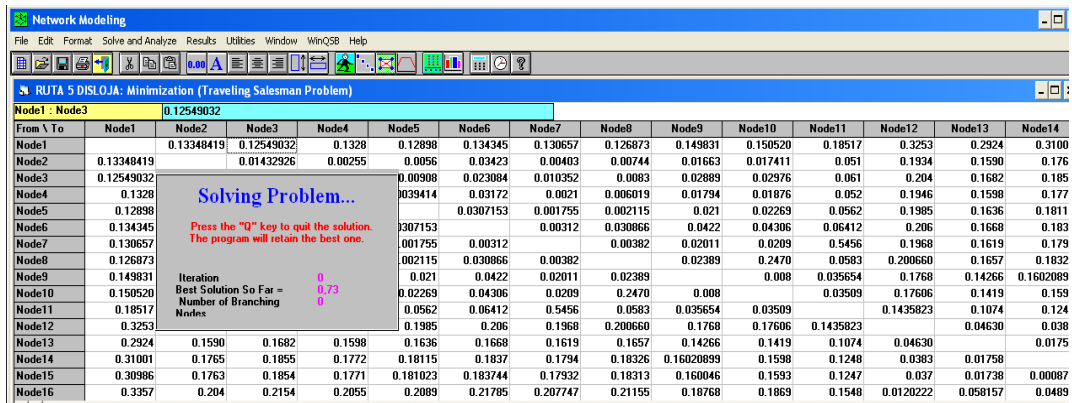 Network Modeling
File Edit Format Solve and Analyze Results Utilities Window WinQSB Help
0.00 A
RUTA 5 DISLOJA: Minimization (Traveling Salesman Problem)
Node1 : Node3 0.12549032
From \ To Node1 Node2 Node3 Node4 Node5 Node6 Node7 Node8 Node9 Node10 Node11 Node12 Node13 Node14
Node1 0.13348419 0.12549032 0.1328 0.12898 0.134345 0.130657 0.126873 0.149831 0.150520 0.18517 0.3253 0.2924 0.3100
Node2 0.13348419 0.01432926 0.00255 0.0056 0.03423 0.00403 0.00744 0.01663 0.017411 0.051 0.1934 0.1590 0.176
Node3 0.12549032 0.00908 0.023084 0.010352 0.0083 0.02889 0.02976 0.061 0.204 0.1682 0.185
Node4 0.1328 0039414 0.03172 0.0021 0.006019 0.01794 0.01876 0.052 0.1946 0.1598 0.177
Node5 0.12898 0.0307153 0.001755 0.002115 0.021 0.02269 0.0562 0.1985 0.1636 0.1811
Node6 0.134345 0307153 0.00312 0.030866 0.0422 0.04306 0.06412 0.206 0.1668 0.183
Node7 0.130657 .001755 0.00312 0.00382 0.02011 0.0209 0.5456 0.1968 0.1619 0.179
Node8 0.126873 .002115 0.030866 0.00382 0.02389 0.2470 0.0583 0.200660 0.1657 0.1832
Node9 0.149831 0.021 0.0422 0.02011 0.02389 0.008 0.035654 0.1768 0.14266 0.1602089
Node10 0.150520 0.02269 0.04306 0.0209 0.2470 0.008 0.03509 0.17606 0.1419 0.159
Node11 0.18517 0.0562 0.06412 0.5456 0.0583 0.035654 0.03509 0.1435823 0.1074 0.124
Node12 0.3253 0.1985 0.206 0.1968 0.200660 0.1768 0.17606 0.1435823 0.04630 0.038
Node13 0.2924 0.1590 0.1682 0.1598 0.1636 0.1668 0.1619 0.1657 0.14266 0.1419 0.1074 0.04630 0.0175
Node14 0.31001 0.1765 0.1855 0.1772 0.18115 0.1837 0.1794 0.18326 0.16020899 0.1598 0.1248 0.0383 0.01758
Node15 0.30986 0.1763 0.1854 0.1771 0.181023 0.183744 0.17932 0.18313 0.160046 0.1593 0.1247 0.037 0.01738 0.00087
Node16 0.3357 0.204 0.2154 0.2055 0.2089 0.21785 0.207747 0.21155 0.18768 0.1869 0.1548 0.0120222 0.058157 0.0489
Solving Problem...
Press the "Q" key to quit the solution.
The program will retain the best one.
Iteration 0
Best Solution So Far = 0,73
Number of Branching 0
Nodes